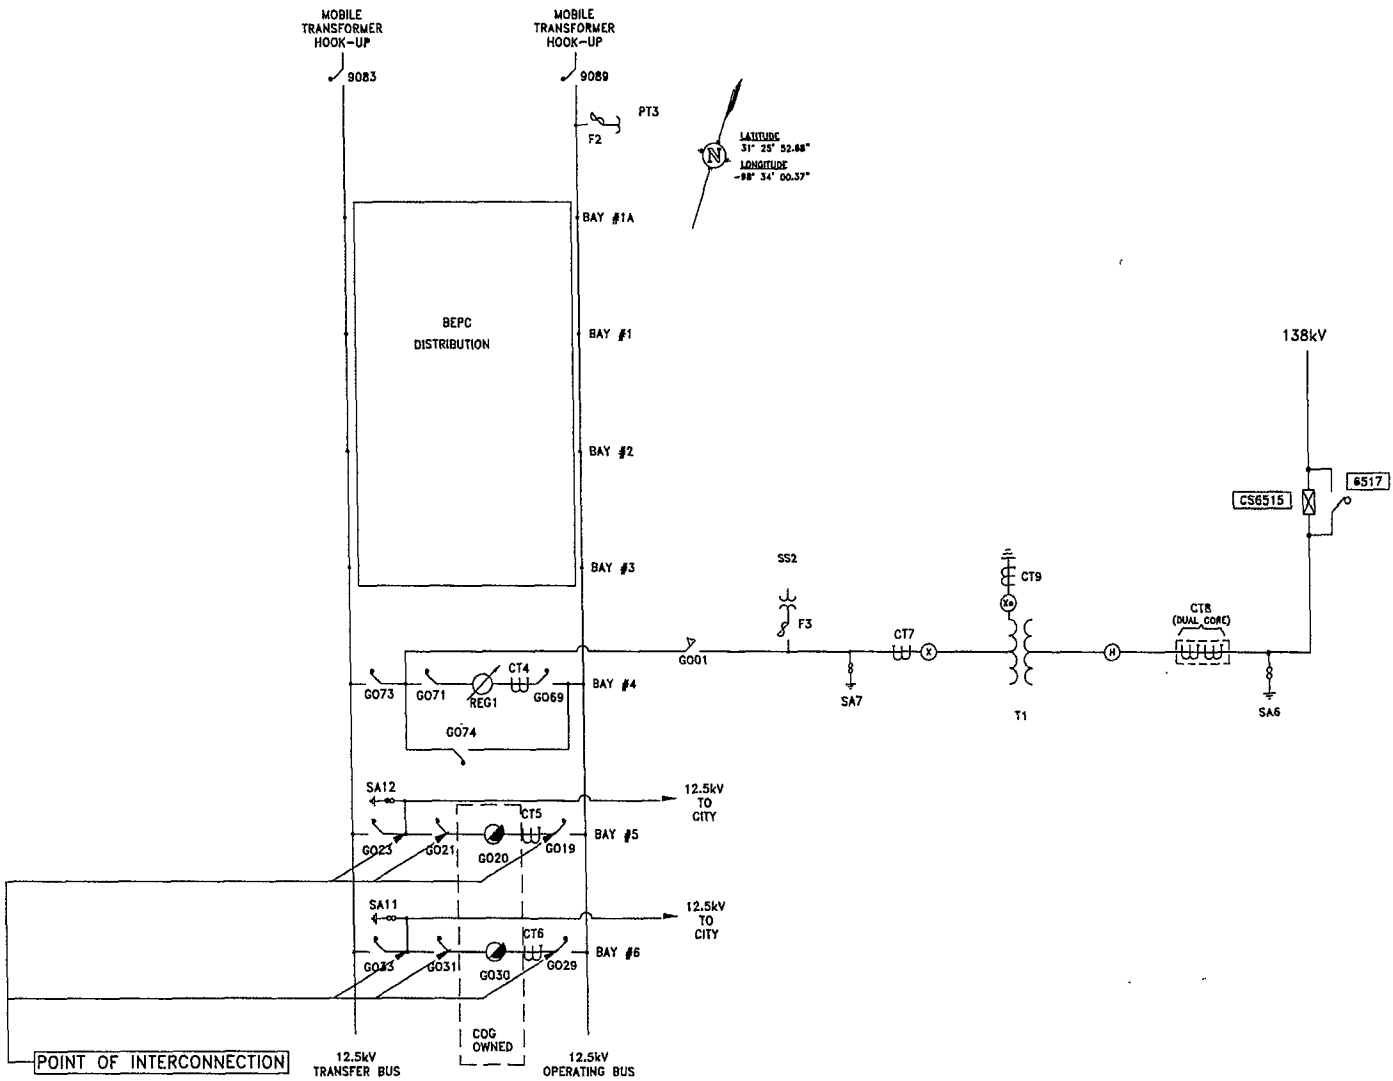 MOBILE
TRANSFORMER
HOOK-UP
MOBILE
TRANSFORMER
HOOK-UP
9083
9089
PT3
F2
LATITUDE
31° 25' 52.68"
LONGITUDE
-98° 34' 00.37"
N
BAY #1A
BEPC
DISTRIBUTION
BAY #1
138kV
BAY #2
6517
CS6515
SS2
BAY #3
CT9
Xo
F3
CT8
(DUAL CORE)
CT7
X
H
G001
CT4
G073
G071
REG1
G069
BAY #4
SA7
T1
SA6
G074
SA12
12.5kV
TO
CITY
CT5
G023
G021
G020
G019
BAY #5
SA11
12.5kV
TO
CITY
CT6
G033
G031
G030
G029
BAY #6
COG
OWNED
POINT OF INTERCONNECTION
12.5kV
TRANSFER BUS
12.5kV
OPERATING BUS